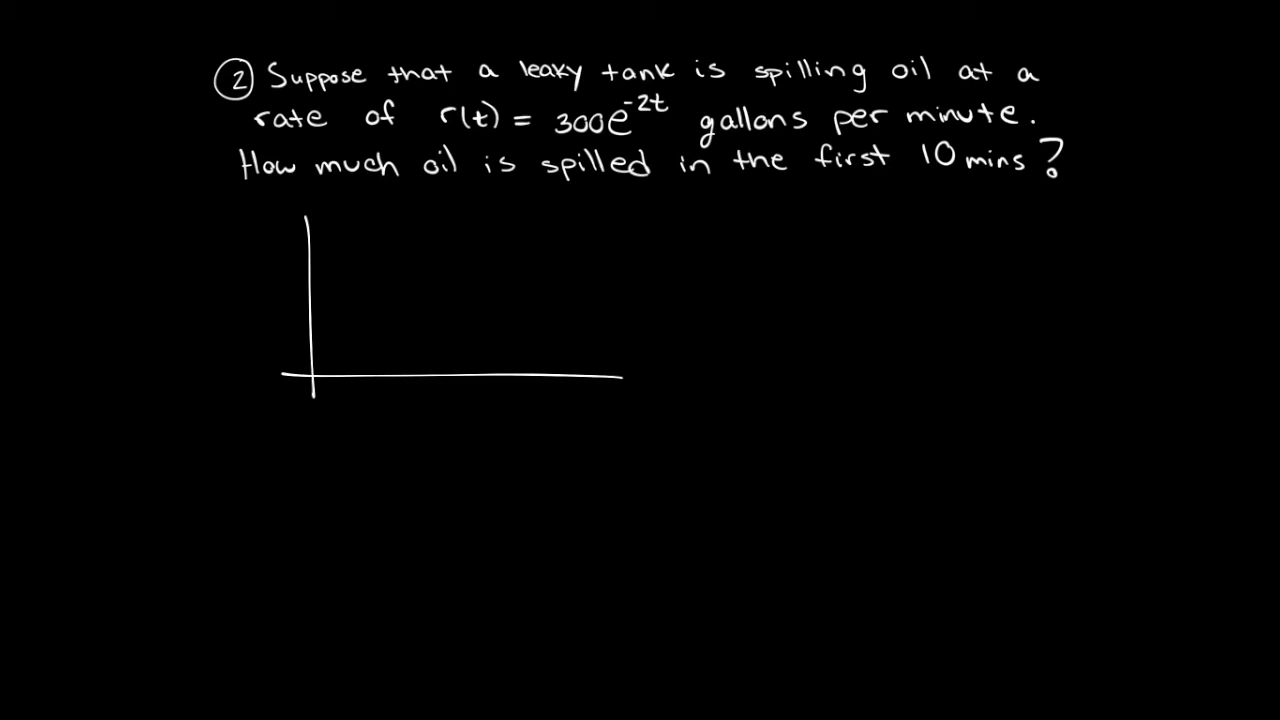 ② Suppose that a leaky tank is spilling oil at a
rate of r(t) = 300e^{-2t} gallons per minute.
How much oil is spilled in the first 10 mins?